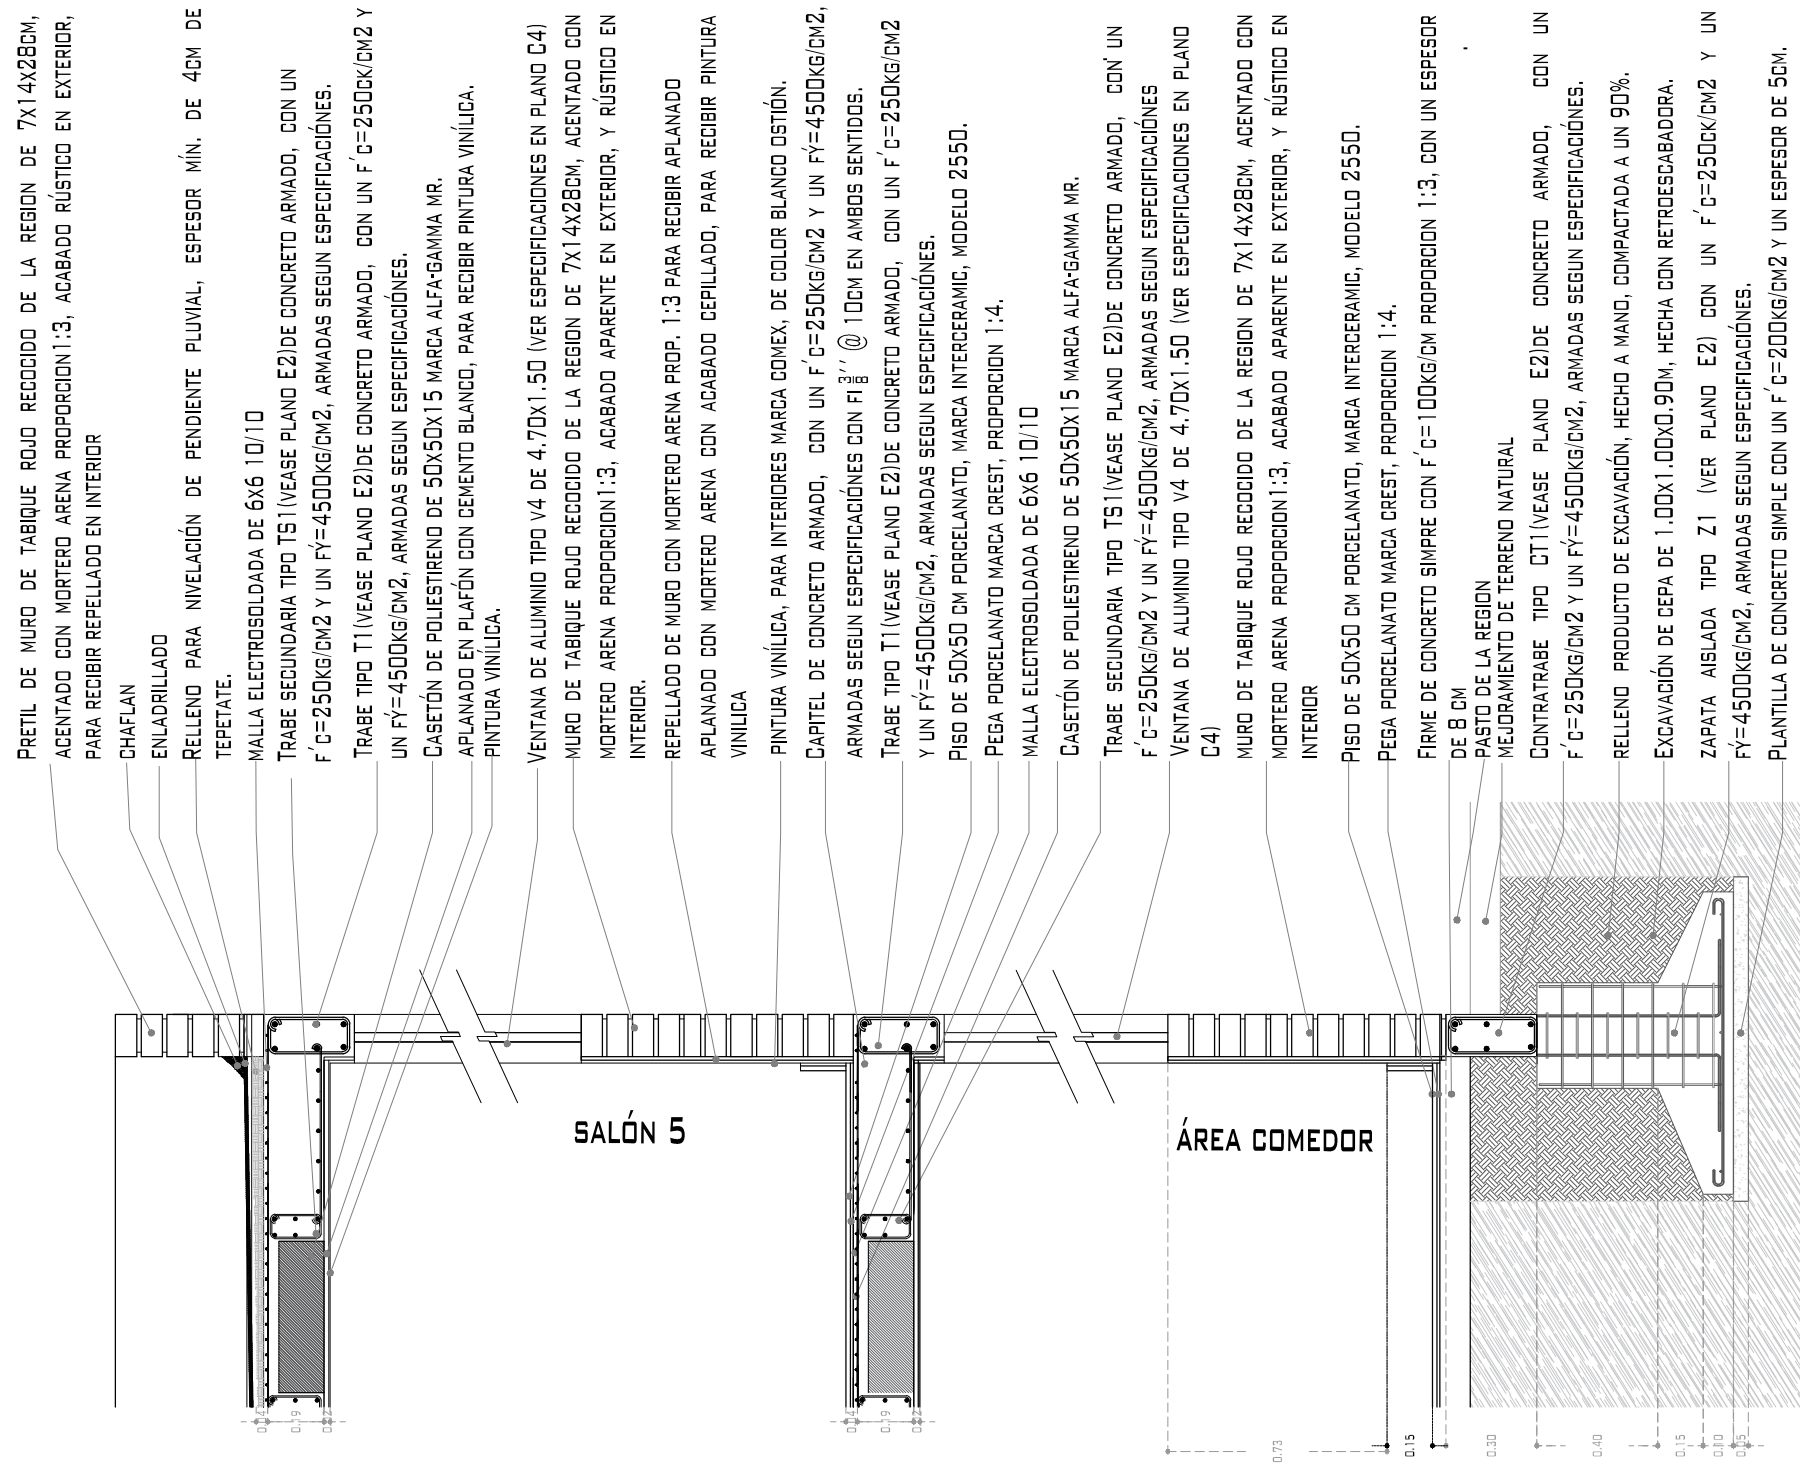 PRETIL DE MURO DE TABIQUE ROJO RECOCIDO DE LA REGION DE 7X14X28CM,
ACENTADO CON MORTERO ARENA PROPORCION1:3, ACABADO RÚSTICO EN EXTERIOR,
PARA RECIBIR REPELLADO EN INTERIOR
CHAFLAN
ENLADRILLADO
RELLENO PARA NIVELACIÓN DE PENDIENTE PLUVIAL, ESPESOR MÍN. DE 4CM DE
TEPETATE.
MALLA ELECTROSOLDADA DE 6X6 10/10
TRABE SECUNDARIA TIPO TS1(VEASE PLANO E2)DE CONCRETO ARMADO, CON UN
F´C=250KG/CM2 Y UN FÝ=4500KG/CM2, ARMADAS SEGUN ESPECIFICACIÓNES.
TRABE TIPO T1(VEASE PLANO E2)DE CONCRETO ARMADO, CON UN F´C=250CK/CM2 Y
UN FÝ=4500KG/CM2, ARMADAS SEGUN ESPECIFICACIÓNES.
CASETÓN DE POLIESTIRENO DE 50X50X15 MARCA ALFA-GAMMA MR.
APLANADO EN PLAFÓN CON CEMENTO BLANCO, PARA RECIBIR PINTURA VINÍLICA.
PINTURA VINÍLICA.
VENTANA DE ALUMINIO TIPO V4 DE 4.70X1.50 (VER ESPECIFICACIONES EN PLANO C4)
MURO DE TABIQUE ROJO RECOCIDO DE LA REGION DE 7X14X28CM, ACENTADO CON
MORTERO ARENA PROPORCION1:3, ACABADO APARENTE EN EXTERIOR, Y RÚSTICO EN
INTERIOR.
REPELLADO DE MURO CON MORTERO ARENA PROP. 1:3 PARA RECIBIR APLANADO
APLANADO CON MORTERO ARENA CON ACABADO CEPILLADO, PARA RECIBIR PINTURA
VINILICA
PINTURA VINÍLICA, PARA INTERIORES MARCA COMEX, DE COLOR BLANCO OSTIÓN.
CAPITEL DE CONCRETO ARMADO, CON UN F´C=250KG/CM2 Y UN FÝ=4500KG/CM2,
ARMADAS SEGUN ESPECIFICACIÓNES CON FI 3/8´´ @ 10CM EN AMBOS SENTIDOS.
TRABE TIPO T1(VEASE PLANO E2)DE CONCRETO ARMADO, CON UN F´C=250KG/CM2
Y UN FÝ=4500KG/CM2, ARMADAS SEGUN ESPECIFICACIÓNES.
PISO DE 50X50 CM PORCELANATO, MARCA INTERCERAMIC, MODELO 2550.
PEGA PORCELANATO MARCA CREST, PROPORCION 1:4.
MALLA ELECTROSOLDADA DE 6X6 10/10
CASETÓN DE POLIESTIRENO DE 50X50X15 MARCA ALFA-GAMMA MR.
TRABE SECUNDARIA TIPO TS1(VEASE PLANO E2)DE CONCRETO ARMADO, CON UN
F´C=250KG/CM2 Y UN FÝ=4500KG/CM2, ARMADAS SEGUN ESPECIFICACIÓNES
VENTANA DE ALUMINIO TIPO V4 DE 4.70X1.50 (VER ESPECIFICACIONES EN PLANO
C4)
MURO DE TABIQUE ROJO RECOCIDO DE LA REGION DE 7X14X28CM, ACENTADO CON
MORTERO ARENA PROPORCION1:3, ACABADO APARENTE EN EXTERIOR, Y RÚSTICO EN
INTERIOR
PISO DE 50X50 CM PORCELANATO, MARCA INTERCERAMIC, MODELO 2550.
PEGA PORCELANATO MARCA CREST, PROPORCION 1:4.
FIRME DE CONCRETO SIMPRE CON F´C=100KG/CM PROPORCION 1:3, CON UN ESPESOR
DE 8 CM
PASTO DE LA REGION
MEJORAMIENTO DE TERRENO NATURAL
CONTRATRABE TIPO CT1(VEASE PLANO E2)DE CONCRETO ARMADO, CON UN
F´C=250KG/CM2 Y UN FÝ=4500KG/CM2, ARMADAS SEGUN ESPECIFICACIÓNES.
RELLENO PRODUCTO DE EXCAVACIÓN, HECHO A MANO, COMPACTADA A UN 90%.
EXCAVACIÓN DE CEPA DE 1.00X1.00X0.90M, HECHA CON RETROESCABADORA.
ZAPATA AISLADA TIPO Z1 (VER PLANO E2) CON UN F´C=250CK/CM2 Y UN
FÝ=4500KG/CM2, ARMADAS SEGUN ESPECIFICACIÓNES.
PLANTILLA DE CONCRETO SIMPLE CON UN F´C=200KG/CM2 Y UN ESPESOR DE 5CM.
SALÓN 5
ÁREA COMEDOR
0.04
0.19
0.02
0.04
0.19
0.02
0.73
0.15
0.30
0.40
0.15
0.10
0.05